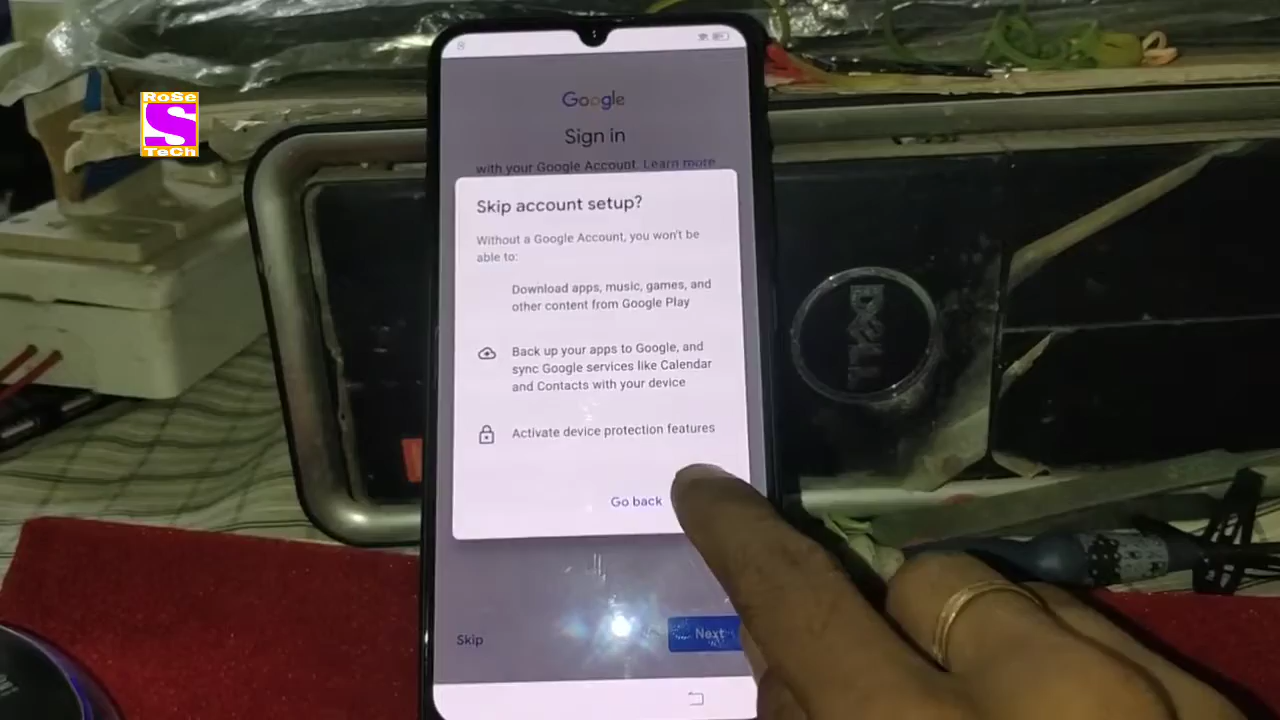 RoSe
S
TeCh
Google
Sign in
with your Google Account. Learn more
Skip account setup?
Without a Google Account, you won't be
able to:
Download apps, music, games, and
other content from Google Play
Back up your apps to Google, and
sync Google services like Calendar
and Contacts with your device
Activate device protection features
Go back
Skip
Next
DELL